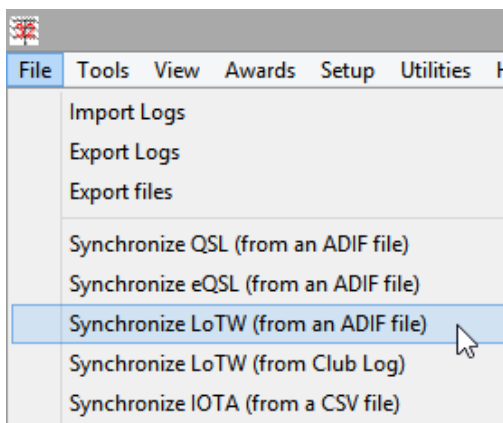 File Tools View Awards Setup Utilities
Import Logs
Export Logs
Export files
Synchronize QSL (from an ADIF file)
Synchronize eQSL (from an ADIF file)
Synchronize LoTW (from an ADIF file)
Synchronize LoTW (from Club Log)
Synchronize IOTA (from a CSV file)